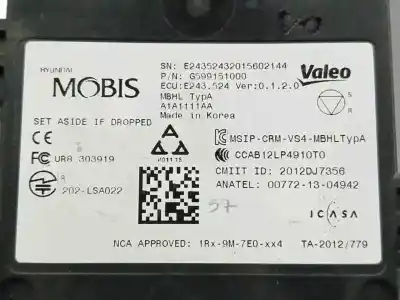 SN: E24352432015602144
P/N: G599151000
ECU:E243.524 Ver:0.1.2.0
MBHL TypA
A1A1111AA
Made in Korea
HYUNDAI
MOBIS
Valeo
S
R
SET ASIDE IF DROPPED
CE
UR8 303919
R
202-LSA022
MSIP-CRM-VS4-MBHLTypA
CCAB12LP4910T0
CMIIT ID: 2012DJ7356
ANATEL: 00772-13-04942
57
ICASA
NCA APPROVED: 1Rx-9M-7E0-xx4
TA-2012/779